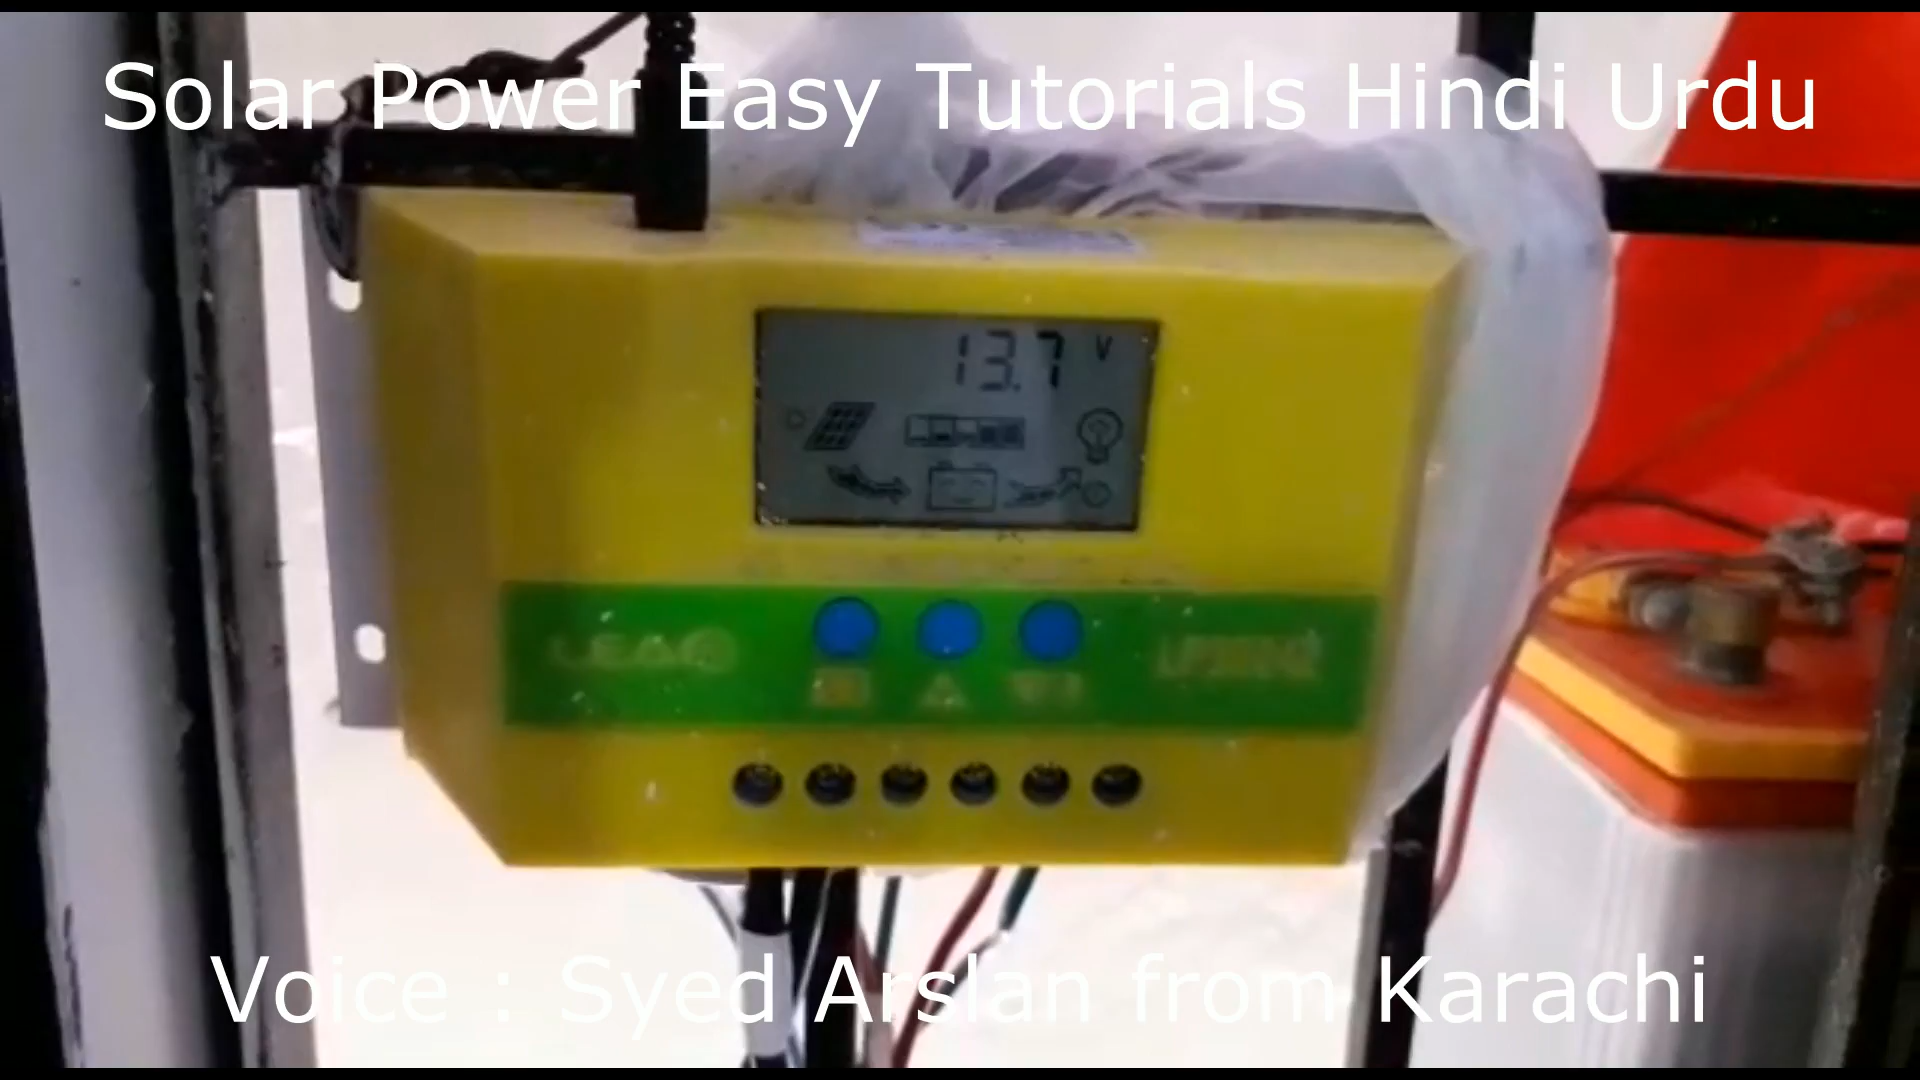 Solar Power Easy Tutorials Hindi Urdu
13.7 V
Voice : Syed Arslan from Karachi